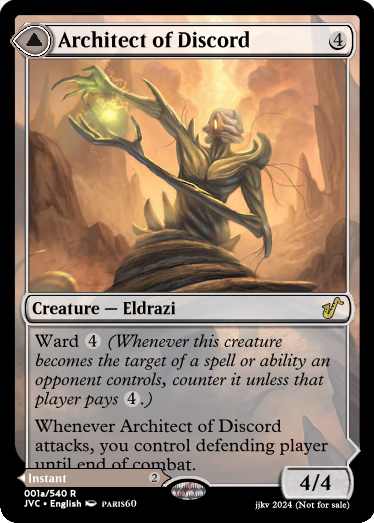 Architect of Discord 4
Creature — Eldrazi
Ward 4 (Whenever this creature
becomes the target of a spell or ability an
opponent controls, counter it unless that
player pays 4.)
Whenever Architect of Discord
attacks, you control defending player
until end of combat.
Instant 2
4/4
001a/540 R
JVC • English PARIS60
jjkv 2024 (Not for sale)